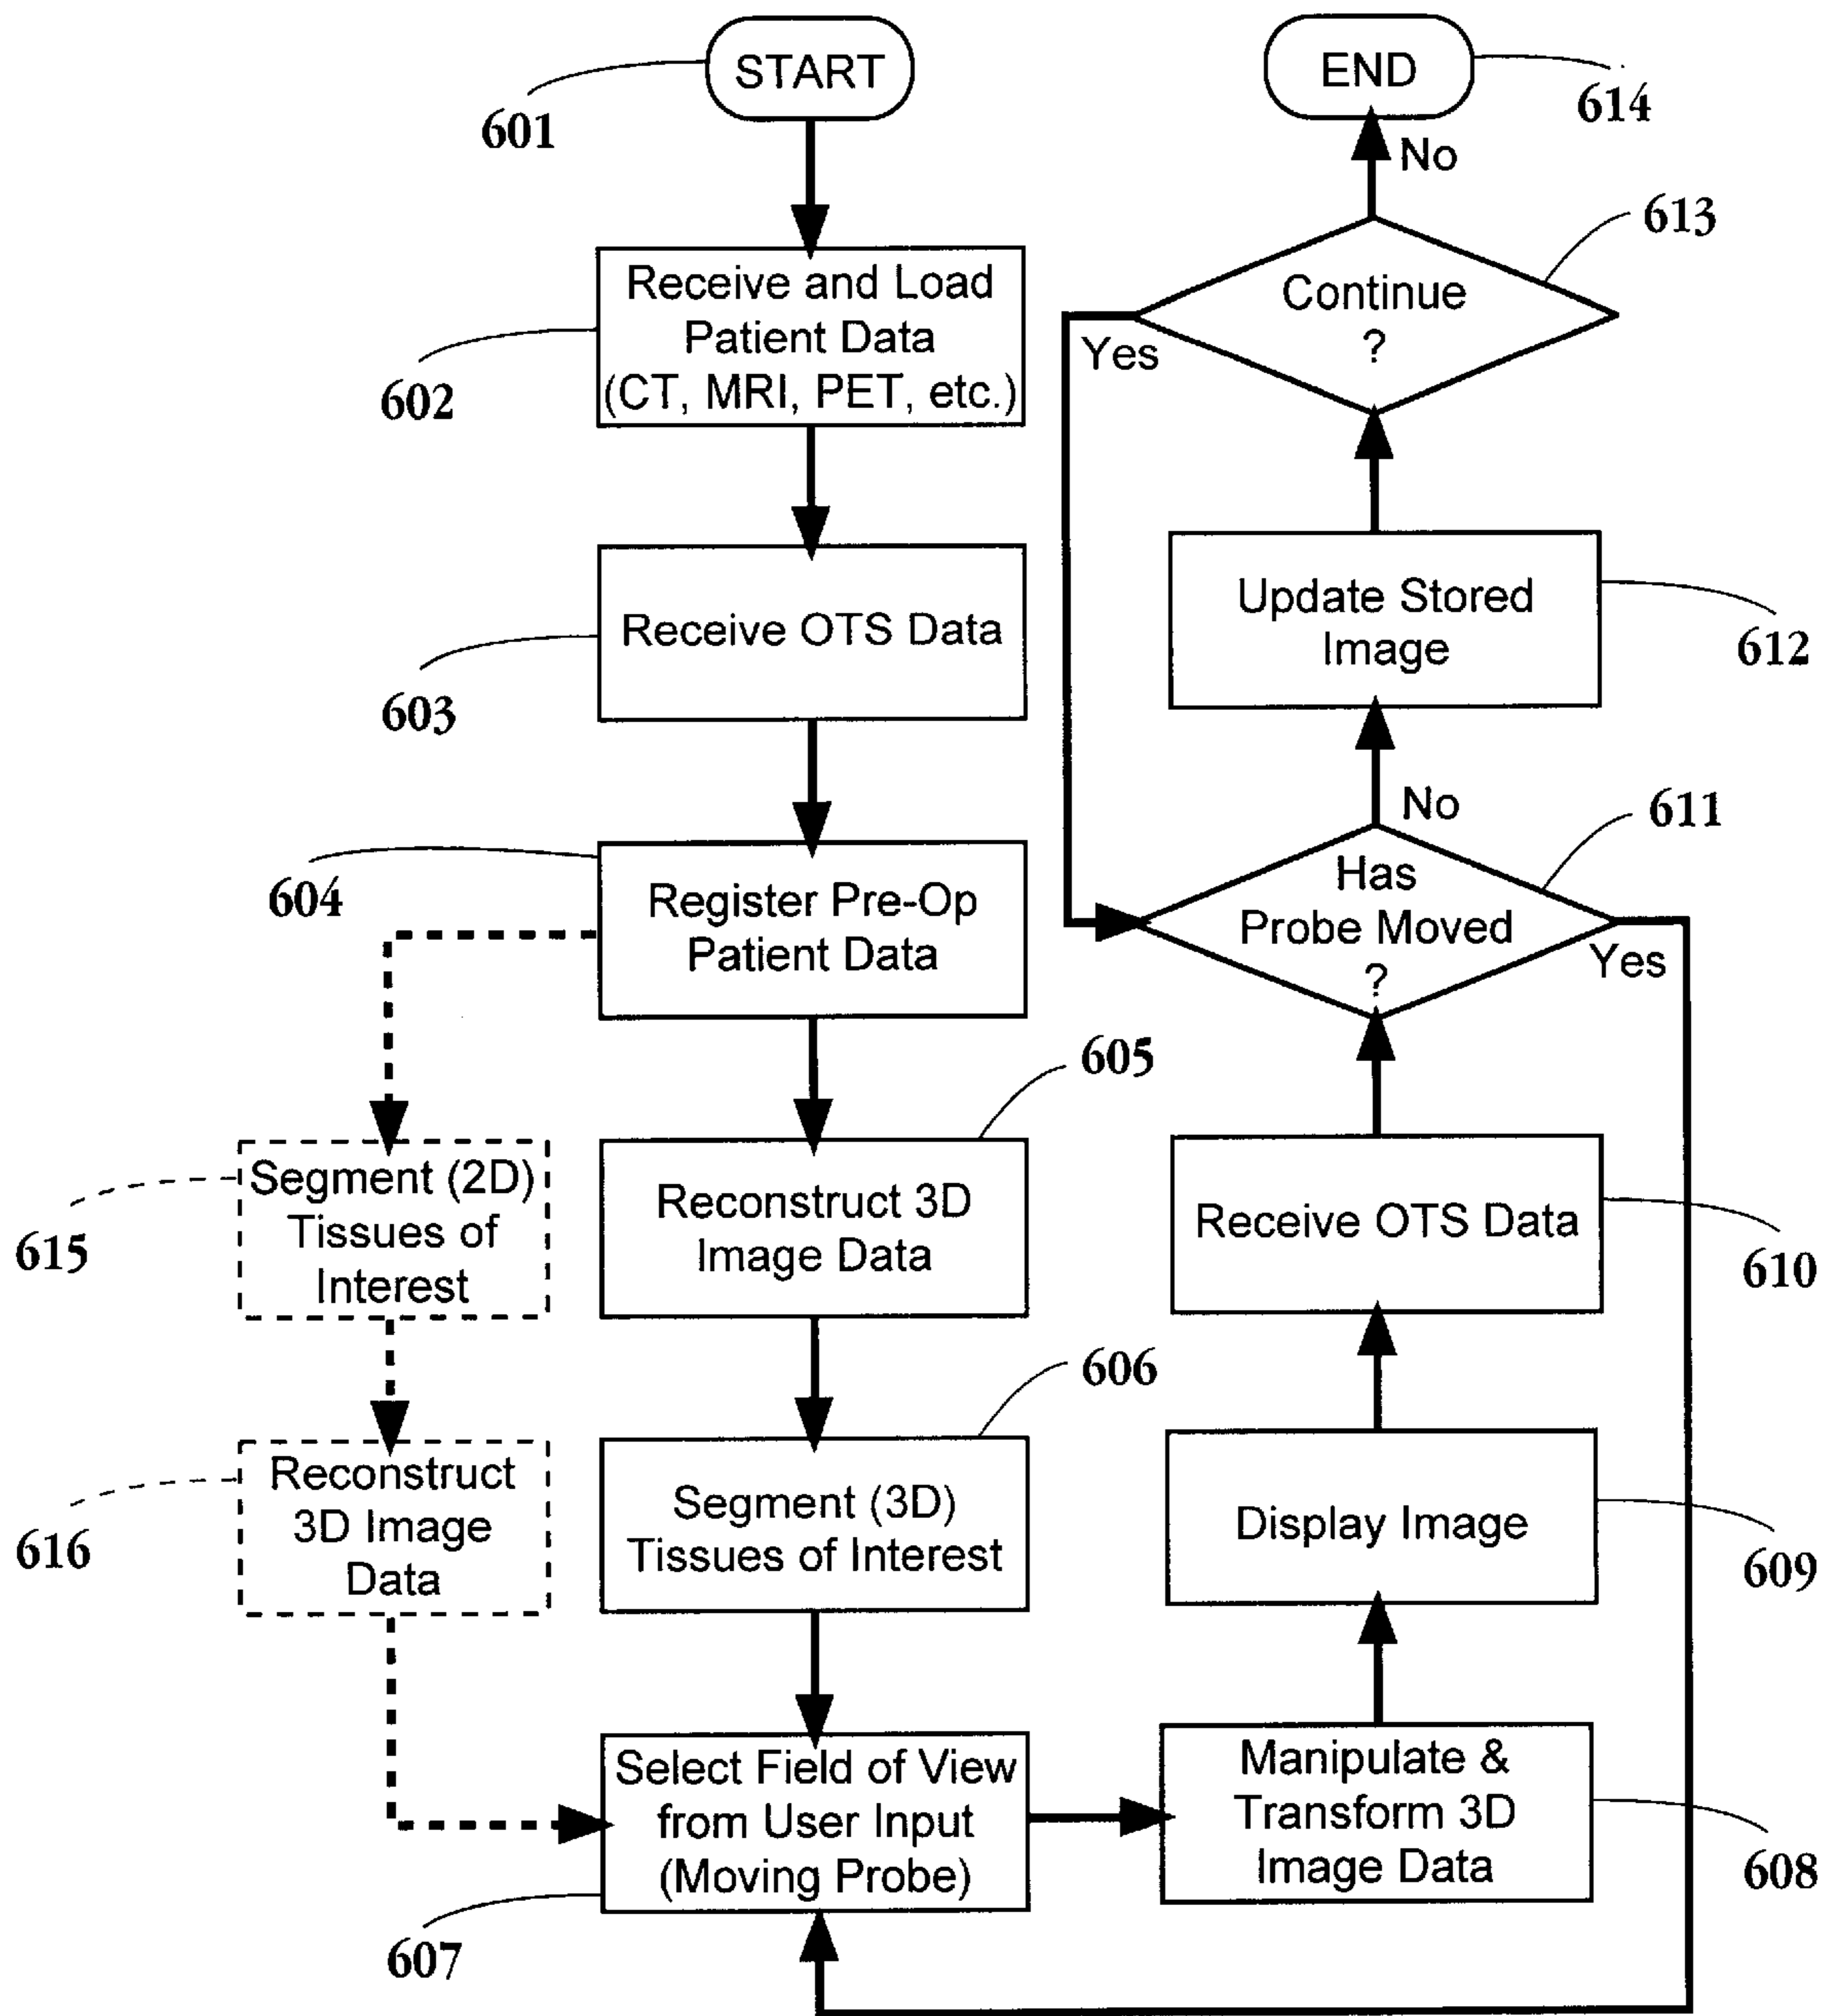 START
601
Receive and Load
Patient Data
(CT, MRI, PET, etc.)
602
Receive OTS Data
603
Register Pre-Op
Patient Data
604
605
Reconstruct 3D
Image Data
606
Segment (3D)
Tissues of Interest
Segment (2D)
Tissues of
Interest
615
Reconstruct
3D Image
Data
616
Select Field of View
from User Input
(Moving Probe)
607
Manipulate &
Transform 3D
Image Data
608
Display Image
609
Receive OTS Data
610
Has
Probe Moved
?
611
Yes
No
Update Stored
Image
612
Continue
?
613
Yes
No
END
614